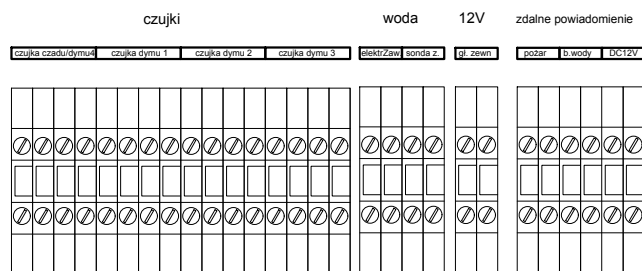 czujki woda 12V zdalne powiadomienie
czujka czadu/dymu4 czujka dymu 1 czujka dymu 2 czujka dymu 3 elektrZaw. sonda z. gł. zewn pożar b.wody DC12V